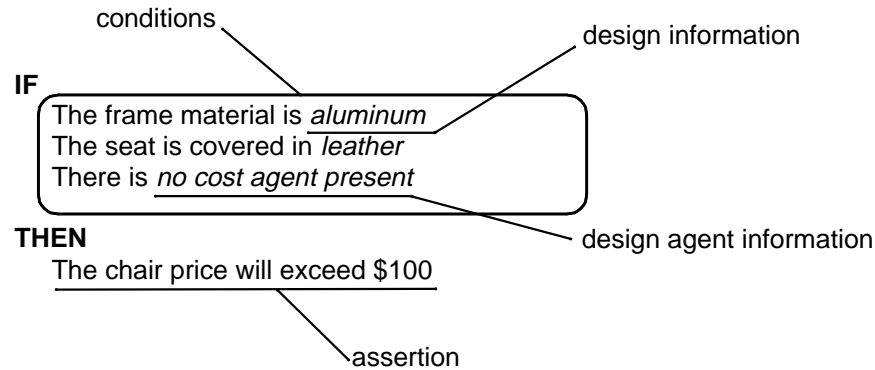 conditions
design information
IF
The frame material is aluminum
The seat is covered in leather
There is no cost agent present
THEN
design agent information
The chair price will exceed $100
assertion